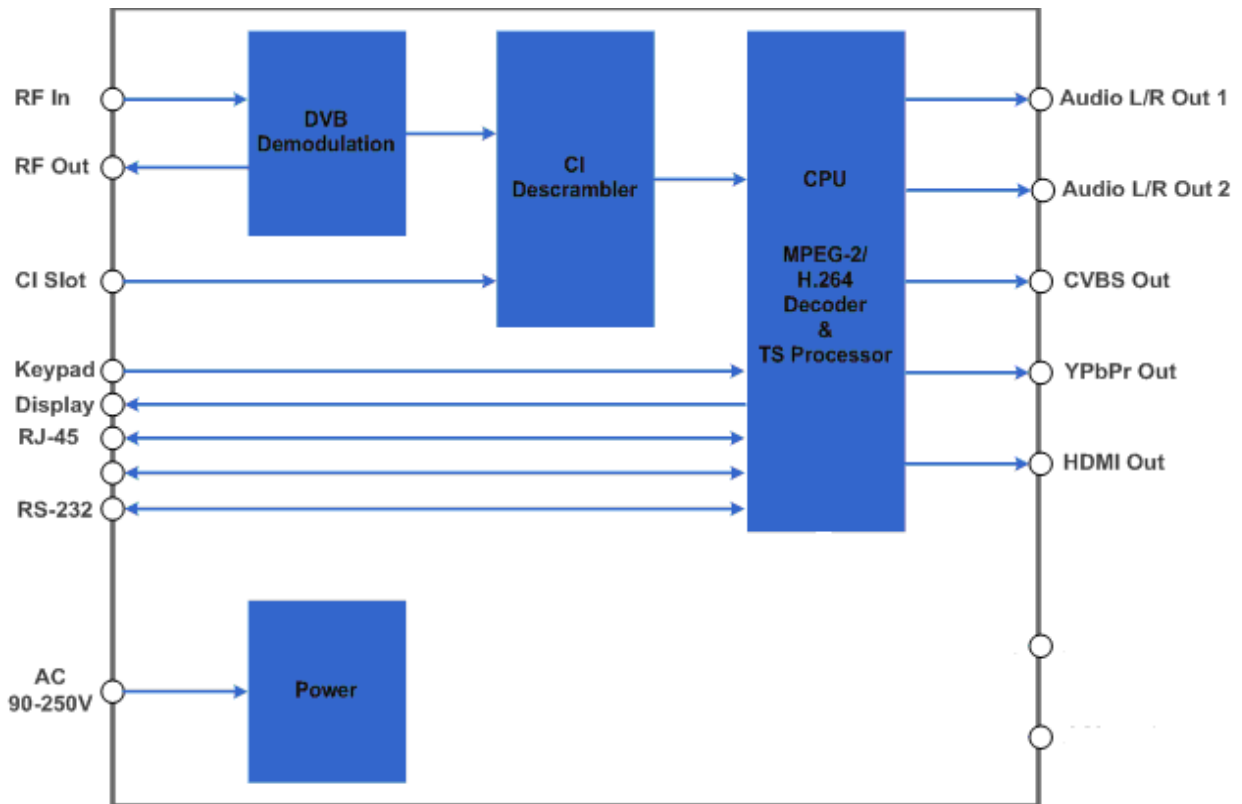 RF In
RF Out
CI Slot
Keypad
Display
RJ-45
RS-232
AC
90-250V
DVB
Demodulation
CI
Descrambler
CPU
MPEG-2/
H.264
Decoder
&
TS Processor
Power
Audio L/R Out 1
Audio L/R Out 2
CVBS Out
YPbPr Out
HDMI Out